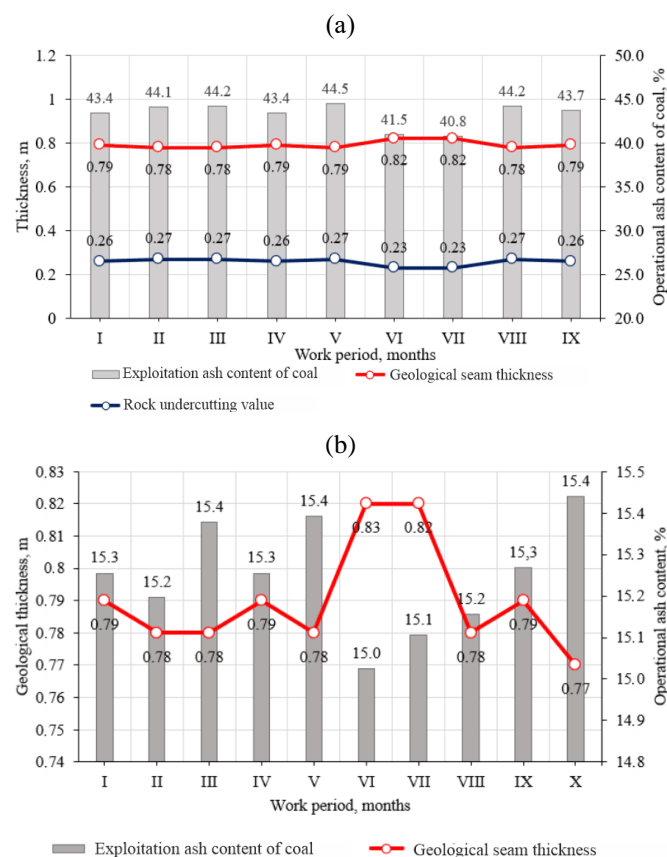 (a)
Thickness, m
1.2
1
0.8
0.6
0.4
0.2
0
43.4 44.1 44.2 43.4 44.5 41.5 40.8 44.2 43.7
0.79 0.78 0.78 0.79 0.79 0.82 0.82 0.78 0.79
0.26 0.27 0.27 0.26 0.27 0.23 0.23 0.27 0.26
50.0
45.0
40.0
35.0
30.0
25.0
20.0
Operational ash content of coal, %
I II III IV V VI VII VIII IX
Work period, months
Exploitation ash content of coal Geological seam thickness
Rock undercutting value
(b)
Geological thickness, m
0.83
0.82
0.81
0.8
0.79
0.78
0.77
0.76
0.75
0.74
15.3 15.2 15.4 15.3 15.4 15.0 15.1 15.2 15,3 15.4
0.79 0.78 0.78 0.79 0.78 0.83 0.82 0.78 0.79 0.77
15.5
15.4
15.3
15.2
15.1
15.0
14.9
14.8
Operational ash content, %
I II III IV V VI VII VIII IX X
Work period, months
Exploitation ash content of coal Geological seam thickness